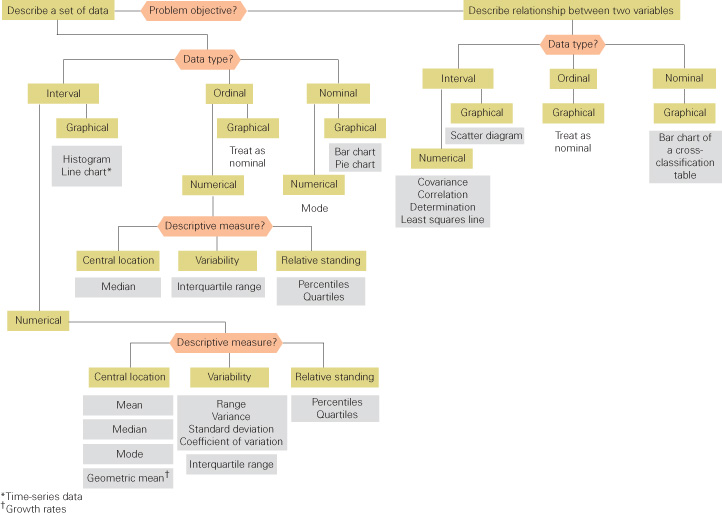 Describe a set of data
Problem objective?
Describe relationship between two variables
Data type?
Data type?
Interval
Ordinal
Nominal
Interval
Ordinal
Nominal
Graphical
Graphical
Graphical
Graphical
Graphical
Graphical
Histogram
Line chart*
Treat as
nominal
Bar chart
Pie chart
Scatter diagram
Treat as
nominal
Bar chart of
a cross-
classification
table
Numerical
Numerical
Numerical
Mode
Covariance
Correlation
Determination
Least squares line
Descriptive measure?
Central location
Variability
Relative standing
Median
Interquartile range
Percentiles
Quartiles
Numerical
Descriptive measure?
Central location
Variability
Relative standing
Mean
Median
Mode
Geometric mean†
Range
Variance
Standard deviation
Coefficient of variation
Interquartile range
Percentiles
Quartiles
*Time-series data
†Growth rates